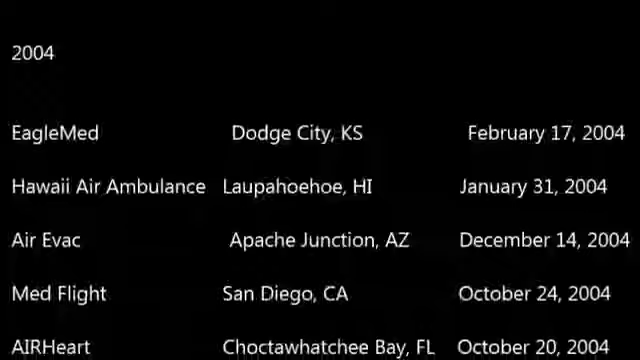 2004
EagleMed Dodge City, KS February 17, 2004
Hawaii Air Ambulance Laupahoehoe, HI January 31, 2004
Air Evac Apache Junction, AZ December 14, 2004
Med Flight San Diego, CA October 24, 2004
AIRHeart Choctawhatchee Bay, FL October 20, 2004